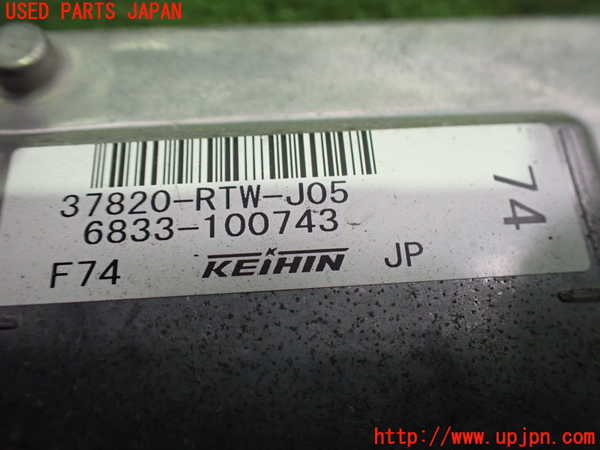 USED PARTS JAPAN
37820-RTW-J05
6833-100743
F74 KEIHIN JP
74
http://www.upjpn.com/